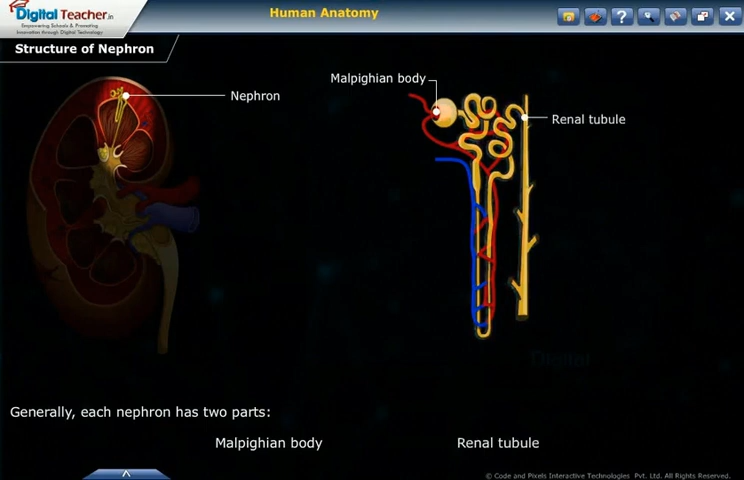 Digital Teacher.in
Empowering Schools & Promoting
Innovation through Digital Technology
Human Anatomy
Structure of Nephron
Nephron
Malpighian body
Renal tubule
Digital
Generally, each nephron has two parts:
Malpighian body
Renal tubule
© Code and Pixels Interactive Technologies Pvt. Ltd. All Rights Reserved.